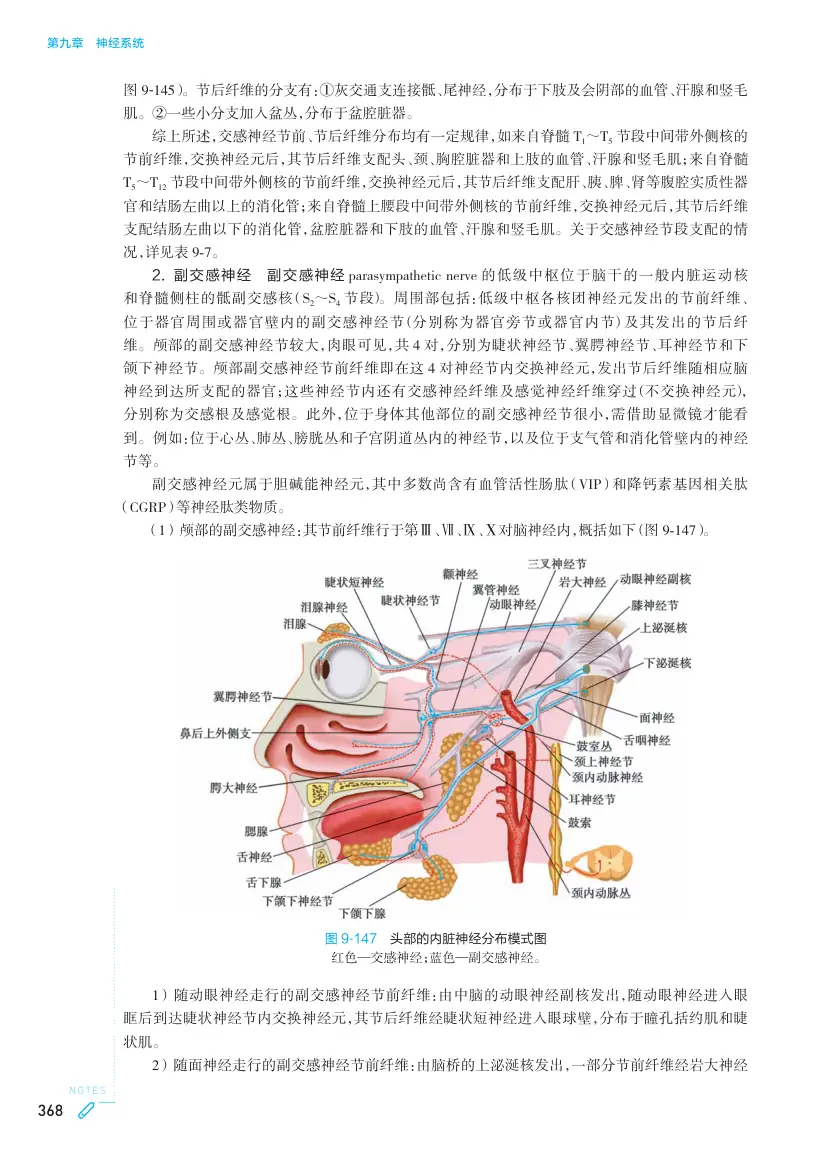 第九章　神经系统
图 9-145）。节后纤维的分支有：①灰交通支连接骶、尾神经，分布于下肢及会阴部的血管、汗腺和竖毛
肌。②一些小分支加入盆丛，分布于盆腔脏器。
综上所述，交感神经节前、节后纤维分布均有一定规律，如来自脊髓 T₁～T₅ 节段中间带外侧核的
节前纤维，交换神经元后，其节后纤维支配头、颈、胸腔脏器和上肢的血管、汗腺和竖毛肌；来自脊髓
T₅～T₁₂ 节段中间带外侧核的节前纤维，交换神经元后，其节后纤维支配肝、胰、脾、肾等腹腔实质性器
官和结肠左曲以上的消化管；来自脊髓上腰段中间带外侧核的节前纤维，交换神经元后，其节后纤维
支配结肠左曲以下的消化管，盆腔脏器和下肢的血管、汗腺和竖毛肌。关于交感神经节段支配的情
况，详见表 9-7。
2. 副交感神经　副交感神经 parasympathetic nerve 的低级中枢位于脑干的一般内脏运动核
和脊髓侧柱的骶副交感核（S₂～S₄ 节段）。周围部包括：低级中枢各核团神经元发出的节前纤维、
位于器官周围或器官壁内的副交感神经节（分别称为器官旁节或器官内节）及其发出的节后纤
维。颅部的副交感神经节较大，肉眼可见，共 4 对，分别为睫状神经节、翼腭神经节、耳神经节和下
颌下神经节。颅部副交感神经节前纤维即在这 4 对神经节内交换神经元，发出节后纤维随相应脑
神经到达所支配的器官；这些神经节内还有交感神经纤维及感觉神经纤维穿过（不交换神经元），
分别称为交感根及感觉根。此外，位于身体其他部位的副交感神经节很小，需借助显微镜才能看
到。例如：位于心丛、肺丛、膀胱丛和子宫阴道丛内的神经节，以及位于支气管和消化管壁内的神经
节等。
副交感神经元属于胆碱能神经元，其中多数尚含有血管活性肠肽（VIP）和降钙素基因相关肽
（CGRP）等神经肽类物质。
（1）颅部的副交感神经：其节前纤维行于第Ⅲ、Ⅶ、Ⅸ、Ⅹ对脑神经内，概括如下（图 9-147）。
三叉神经节
颧神经
岩大神经
动眼神经副核
睫状短神经
翼管神经
睫状神经节
动眼神经
膝神经节
泪腺神经
泪腺
上泌涎核
下泌涎核
翼腭神经节
面神经
鼻后上外侧支
舌咽神经
鼓室丛
颈上神经节
颈内动脉神经
腭大神经
耳神经节
鼓索
腮腺
舌神经
舌下腺
颈内动脉丛
下颌下神经节
下颌下腺
图 9-147　头部的内脏神经分布模式图
红色—交感神经；蓝色—副交感神经。
1）随动眼神经走行的副交感神经节前纤维：由中脑的动眼神经副核发出，随动眼神经进入眼
眶后到达睫状神经节内交换神经元，其节后纤维经睫状短神经进入眼球壁，分布于瞳孔括约肌和睫
状肌。
2）随面神经走行的副交感神经节前纤维：由脑桥的上泌涎核发出，一部分节前纤维经岩大神经
NOTES
368